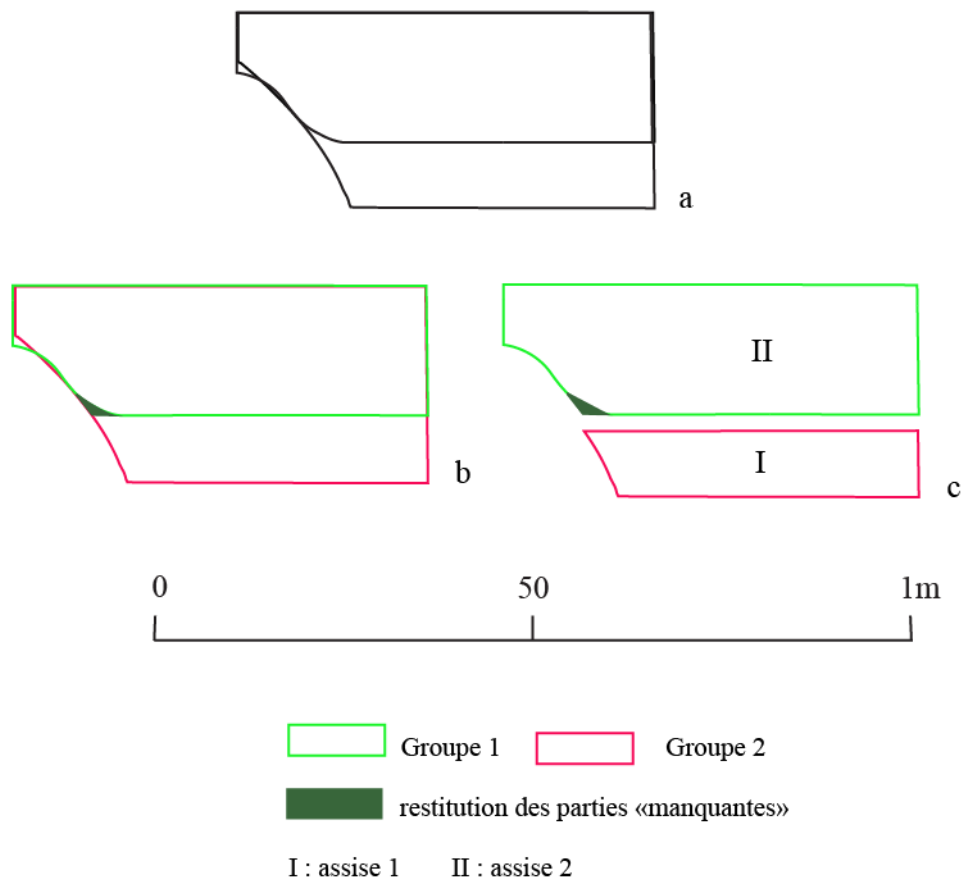 a
II
I
b
c
0 50 1m
Groupe 1 Groupe 2
restitution des parties «manquantes»
I : assise 1 II : assise 2